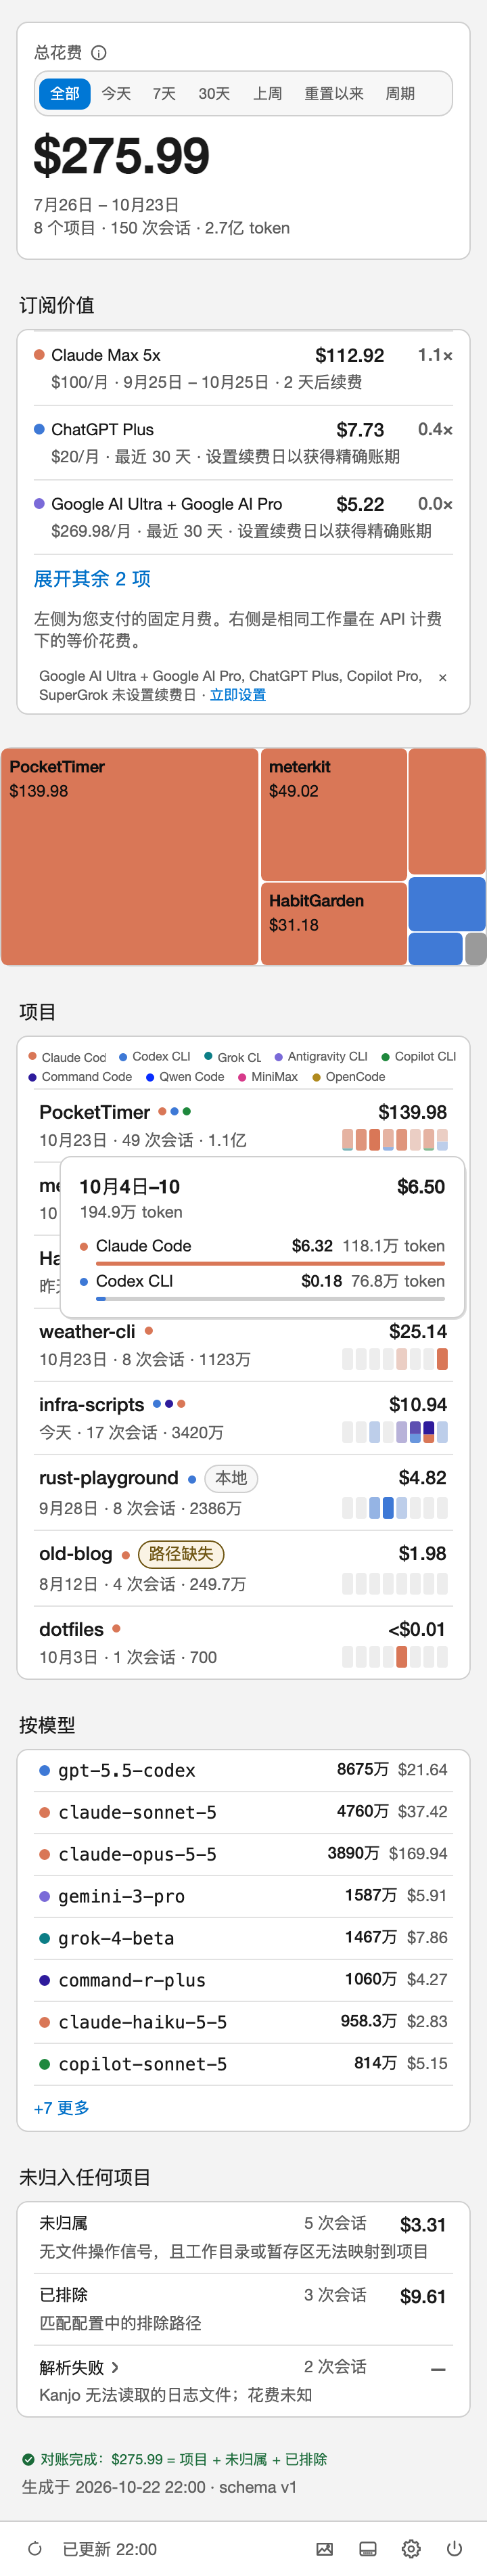 总花费
全部 今天 7天 30天 上周 重置以来 周期
$275.99
7月26日 – 10月23日
8 个项目 · 150 次会话 · 2.7亿 token
订阅价值
Claude Max 5x $112.92 1.1×
$100/月 · 9月25日 – 10月25日 · 2 天后续费
ChatGPT Plus $7.73 0.4×
$20/月 · 最近 30 天 · 设置续费日以获得精确账期
Google AI Ultra + Google AI Pro $5.22 0.0×
$269.98/月 · 最近 30 天 · 设置续费日以获得精确账期
展开其余 2 项
左侧为您支付的固定月费。右侧是相同工作量在 API 计费
下的等价花费。
Google AI Ultra + Google AI Pro, ChatGPT Plus, Copilot Pro, ×
SuperGrok 未设置续费日 · 立即设置
PocketTimer
$139.98
meterkit
$49.02
HabitGarden
$31.18
项目
Claude Cod Codex CLI Grok CL Antigravity CLI Copilot CLI
Command Code Qwen Code MiniMax OpenCode
PocketTimer $139.98
10月23日 · 49 次会话 · 1.1亿
me
10
Ha
昨
10月4日–10 $6.50
194.9万 token
Claude Code $6.32 118.1万 token
Codex CLI $0.18 76.8万 token
weather-cli $25.14
10月23日 · 8 次会话 · 1123万
infra-scripts $10.94
今天 · 17 次会话 · 3420万
rust-playground 本地 $4.82
9月28日 · 8 次会话 · 2386万
old-blog 路径缺失 $1.98
8月12日 · 4 次会话 · 249.7万
dotfiles <$0.01
10月3日 · 1 次会话 · 700
按模型
gpt-5.5-codex 8675万 $21.64
claude-sonnet-5 4760万 $37.42
claude-opus-5-5 3890万 $169.94
gemini-3-pro 1587万 $5.91
grok-4-beta 1467万 $7.86
command-r-plus 1060万 $4.27
claude-haiku-5-5 958.3万 $2.83
copilot-sonnet-5 814万 $5.15
+7 更多
未归入任何项目
未归属 5 次会话 $3.31
无文件操作信号，且工作目录或暂存区无法映射到项目
已排除 3 次会话 $9.61
匹配配置中的排除路径
解析失败 2 次会话 —
Kanjo 无法读取的日志文件；花费未知
对账完成：$275.99 = 项目 + 未归属 + 已排除
生成于 2026-10-22 22:00 · schema v1
已更新 22:00